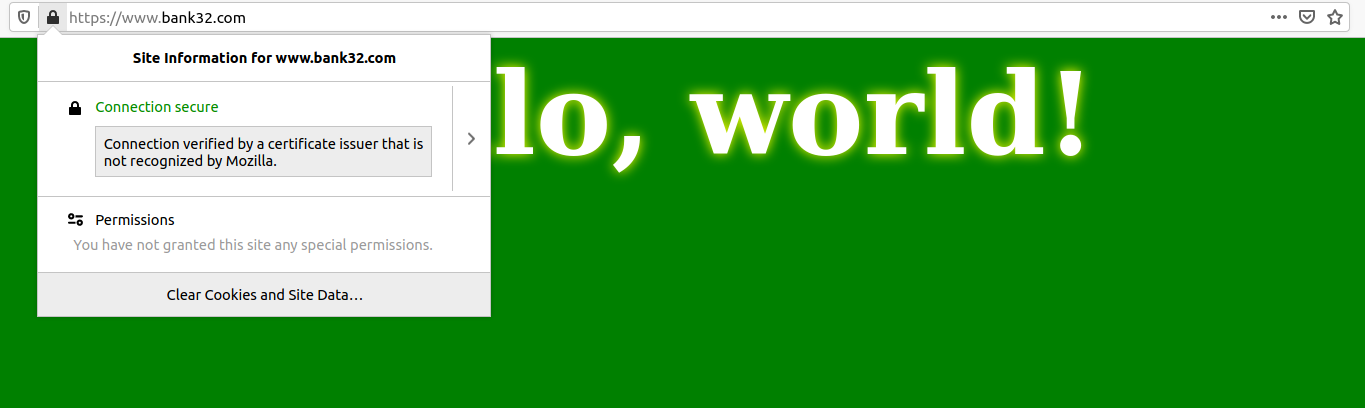 https://www.bank32.com
Site Information for www.bank32.com
lo, world!
Connection secure
Connection verified by a certificate issuer that is
not recognized by Mozilla.
Permissions
You have not granted this site any special permissions.
Clear Cookies and Site Data…